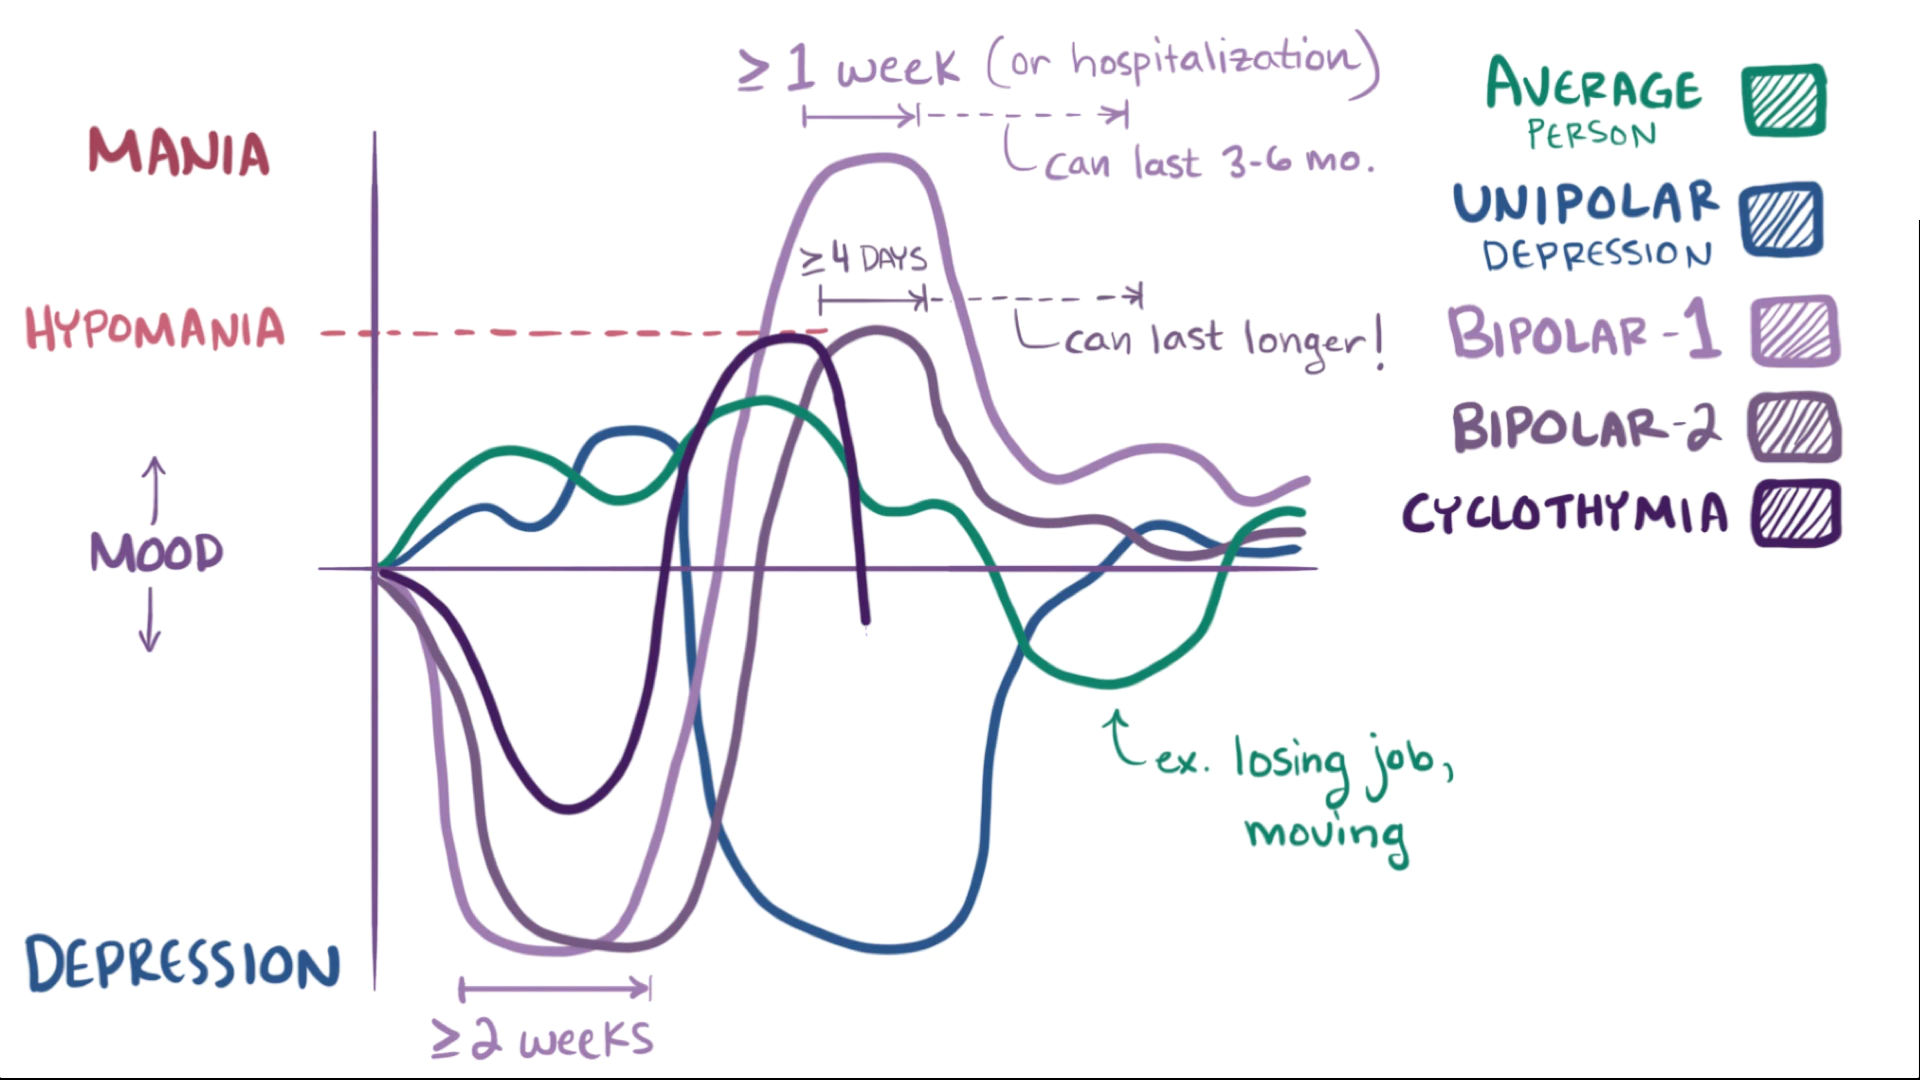 ≥ 1 week (or hospitalization)
can last 3-6 mo.
MANIA
≥ 4 DAYS
can last longer!
HYPOMANIA
MOOD
DEPRESSION
≥ 2 weeks
ex. losing job,
moving
AVERAGE
PERSON
UNIPOLAR
DEPRESSION
BIPOLAR-1
BIPOLAR-2
CYCLOTHYMIA